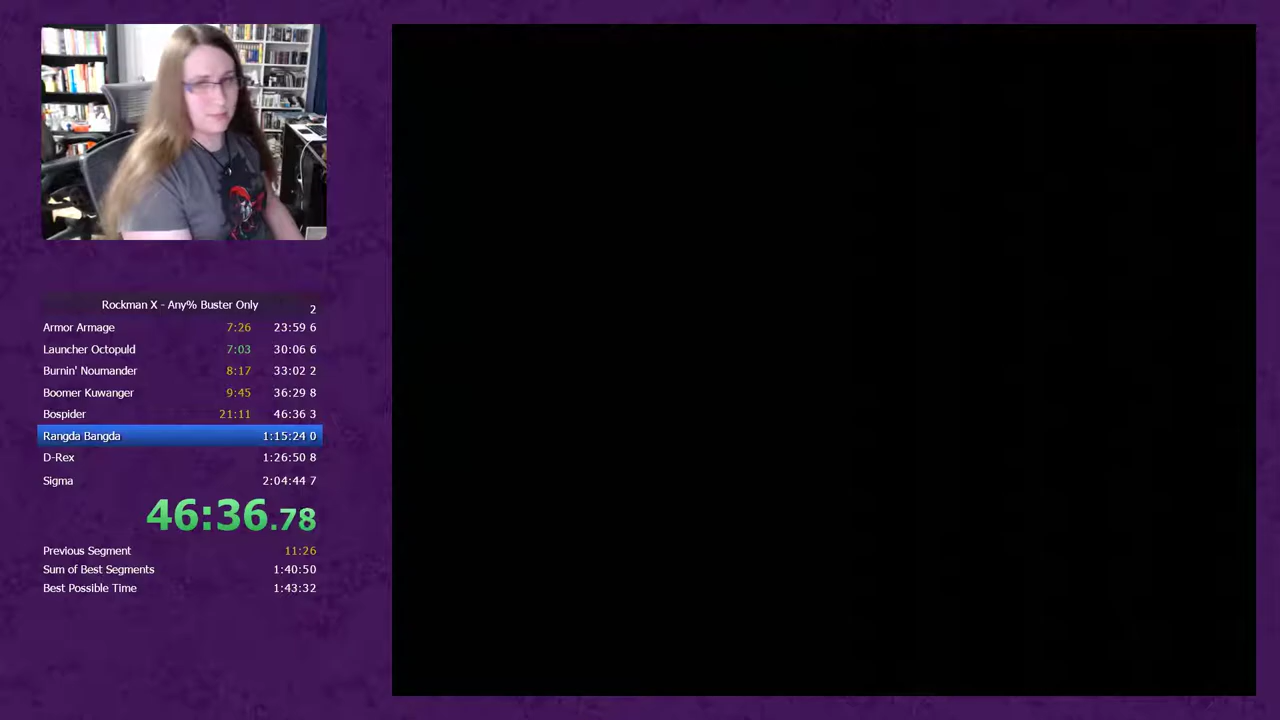 Rockman X - Any% Buster Only 2
Armor Armage 7:26 23:59 6
Launcher Octopuld 7:03 30:06 6
Burnin' Noumander 8:17 33:02 2
Boomer Kuwanger 9:45 36:29 8
Bospider 21:11 46:36 3
Rangda Bangda 1:15:24 0
D-Rex 1:26:50 8
Sigma 2:04:44 7
46:36.78
Previous Segment 11:26
Sum of Best Segments 1:40:50
Best Possible Time 1:43:32